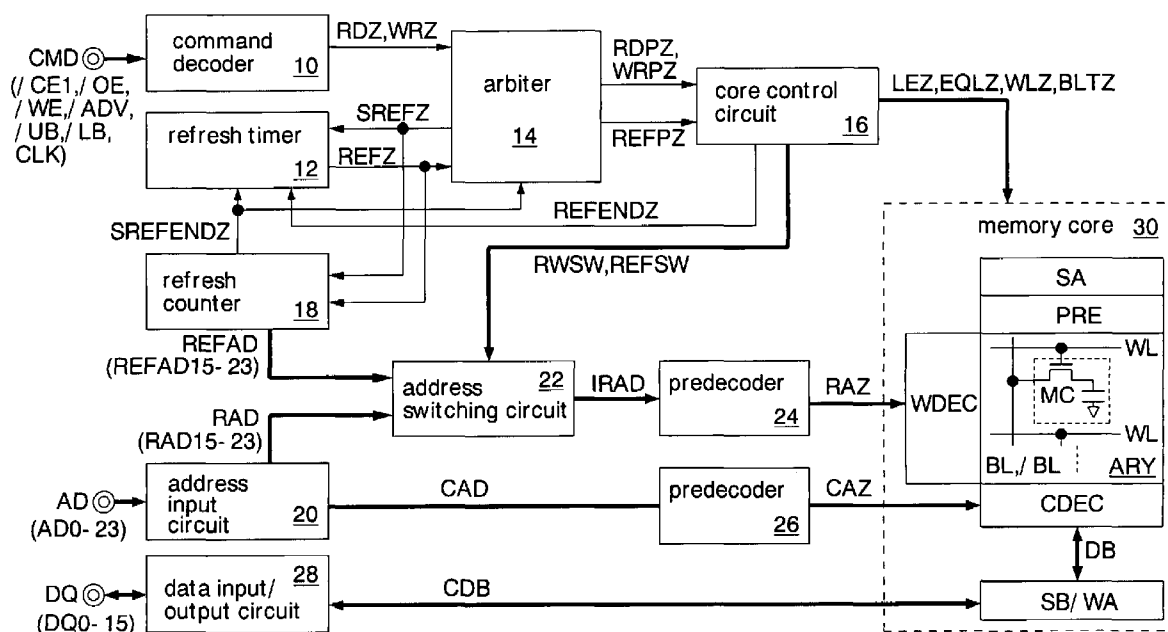 CMD
(/ CE1,/ OE,
/ WE,/ ADV,
/ UB,/ LB,
CLK)
command
decoder
10
RDZ,WRZ
arbiter
14
RDPZ,
WRPZ
REFPZ
core control
circuit
16
LEZ,EQLZ,WLZ,BLTZ
refresh timer
12
SREFZ
REFZ
REFENDZ
SREFENDZ
RWSW,REFSW
refresh
counter
18
REFAD
(REFAD15- 23)
address
switching circuit
22
IRAD
predecoder
24
RAZ
RAD
(RAD15- 23)
AD
(AD0- 23)
address
input
circuit
20
CAD
predecoder
26
CAZ
DQ
(DQ0- 15)
data input/
output circuit
28
CDB
memory core 30
SA
PRE
WDEC
WL
MC
WL
BL,/ BL
ARY
CDEC
DB
SB/ WA